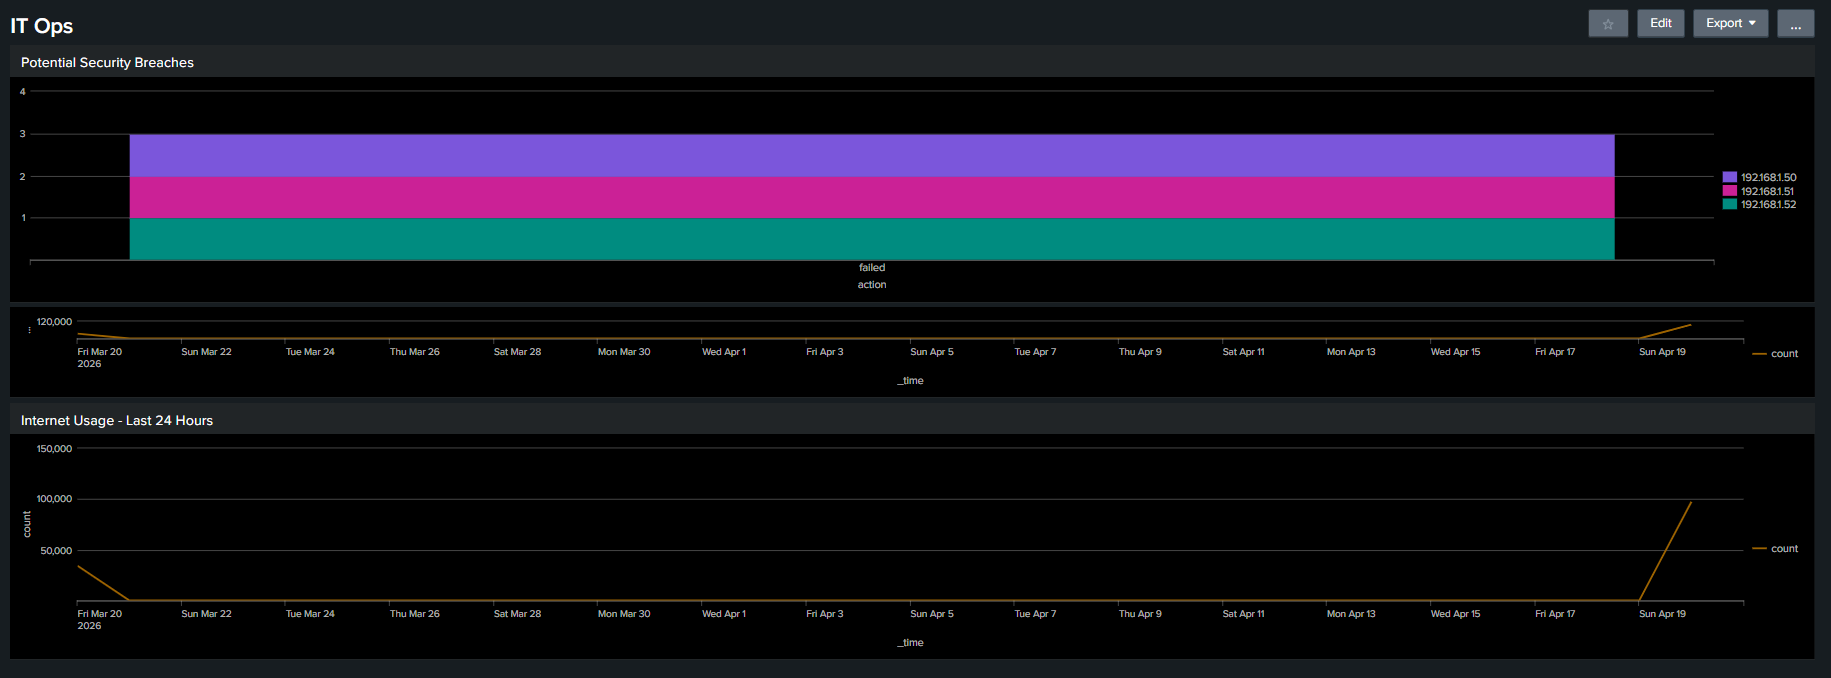 IT Ops
☆ Edit Export ▼ ...
Potential Security Breaches
4
3
2
1
failed
action
192.168.1.50
192.168.1.51
192.168.1.52
...
120,000
Fri Mar 20 Sun Mar 22 Tue Mar 24 Thu Mar 26 Sat Mar 28 Mon Mar 30 Wed Apr 1 Fri Apr 3 Sun Apr 5 Tue Apr 7 Thu Apr 9 Sat Apr 11 Mon Apr 13 Wed Apr 15 Fri Apr 17 Sun Apr 19
2026
_time
count
Internet Usage - Last 24 Hours
150,000
100,000
50,000
count
Fri Mar 20 Sun Mar 22 Tue Mar 24 Thu Mar 26 Sat Mar 28 Mon Mar 30 Wed Apr 1 Fri Apr 3 Sun Apr 5 Tue Apr 7 Thu Apr 9 Sat Apr 11 Mon Apr 13 Wed Apr 15 Fri Apr 17 Sun Apr 19
2026
_time
count